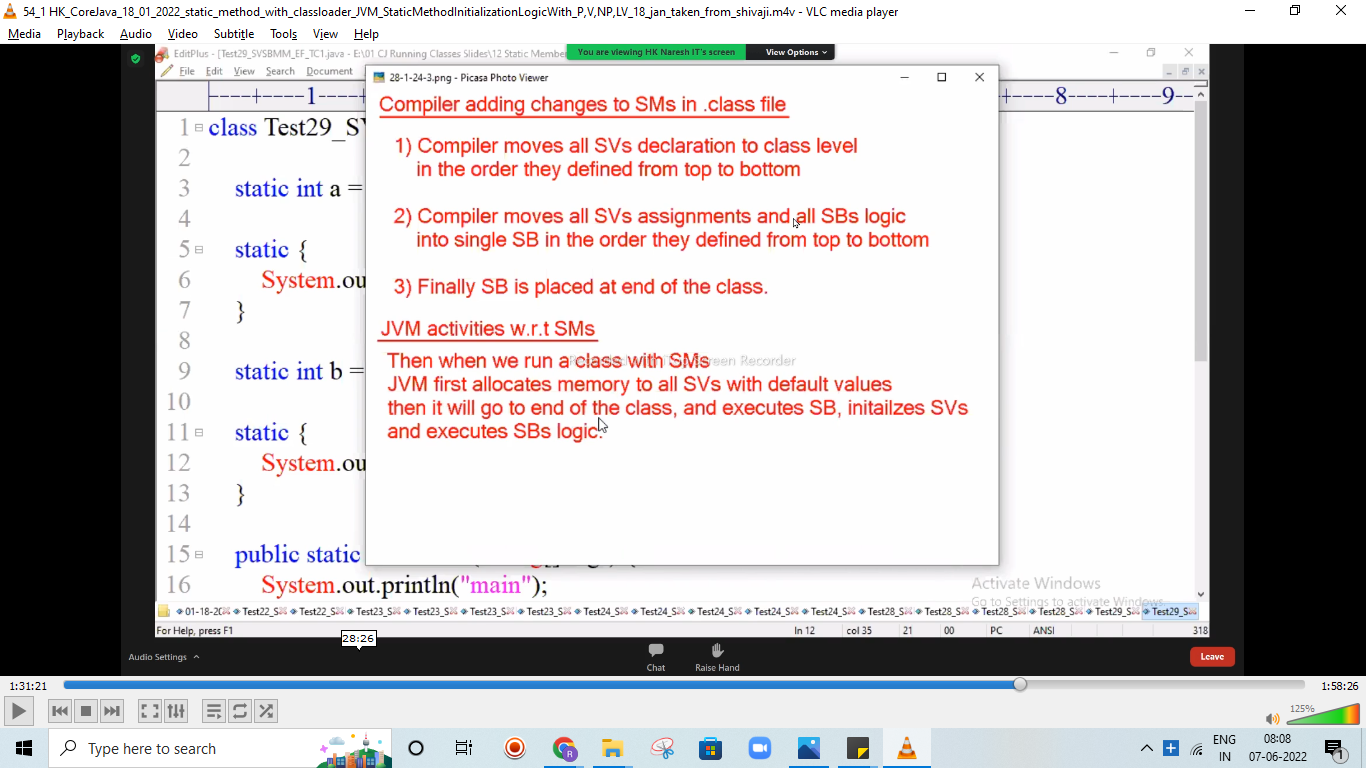 54_1 HK_CoreJava_18_01_2022_static_method_with_classloader_JVM_StaticMethodInitializationLogicWith_P,V,NP,LV_18_jan_taken_from_shivaji.m4v - VLC media player
Media Playback Audio Video Subtitle Tools View Help
EditPlus - [Test29_SVSBMM_EF_TC1.java - E:\01 CJ Running Classes Slides\12 Static Membe
You are viewing HK Naresh IT's screen View Options
File Edit View Search Document
28-1-24-3.png - Picasa Photo Viewer
----+----1----+ +----8----+----9--
Compiler adding changes to SMs in .class file
1) Compiler moves all SVs declaration to class level
in the order they defined from top to bottom
2) Compiler moves all SVs assignments and all SBs logic
into single SB in the order they defined from top to bottom
3) Finally SB is placed at end of the class.
JVM activities w.r.t SMs
Then when we run a class with SMs
JVM first allocates memory to all SVs with default values
then it will go to end of the class, and executes SB, initailzes SVs
and executes SBs logic.
Screen Recorder
1 class Test29_SV
2
3 static int a =
4
5 static {
6 System.ou
7 }
8
9 static int b =
10
11 static {
12 System.ou
13 }
14
15 public static
16 System.out.println("main");
Activate Windows
Go to Settings to activate Windows.
01-18-20 Test22_S Test22_S Test23_S Test23_S Test23_S Test23_S Test24_S Test24_S Test24_S Test24_S Test24_S Test28_S Test28_S Test28_S Test28_S Test29_S Test29_S
For Help, press F1 ln 12 col 35 21 00 PC ANSI 318
28:26
Audio Settings Chat Raise Hand Leave
1:31:21 1:58:26
125%
Type here to search
ENG
IN
08:08
07-06-2022
1